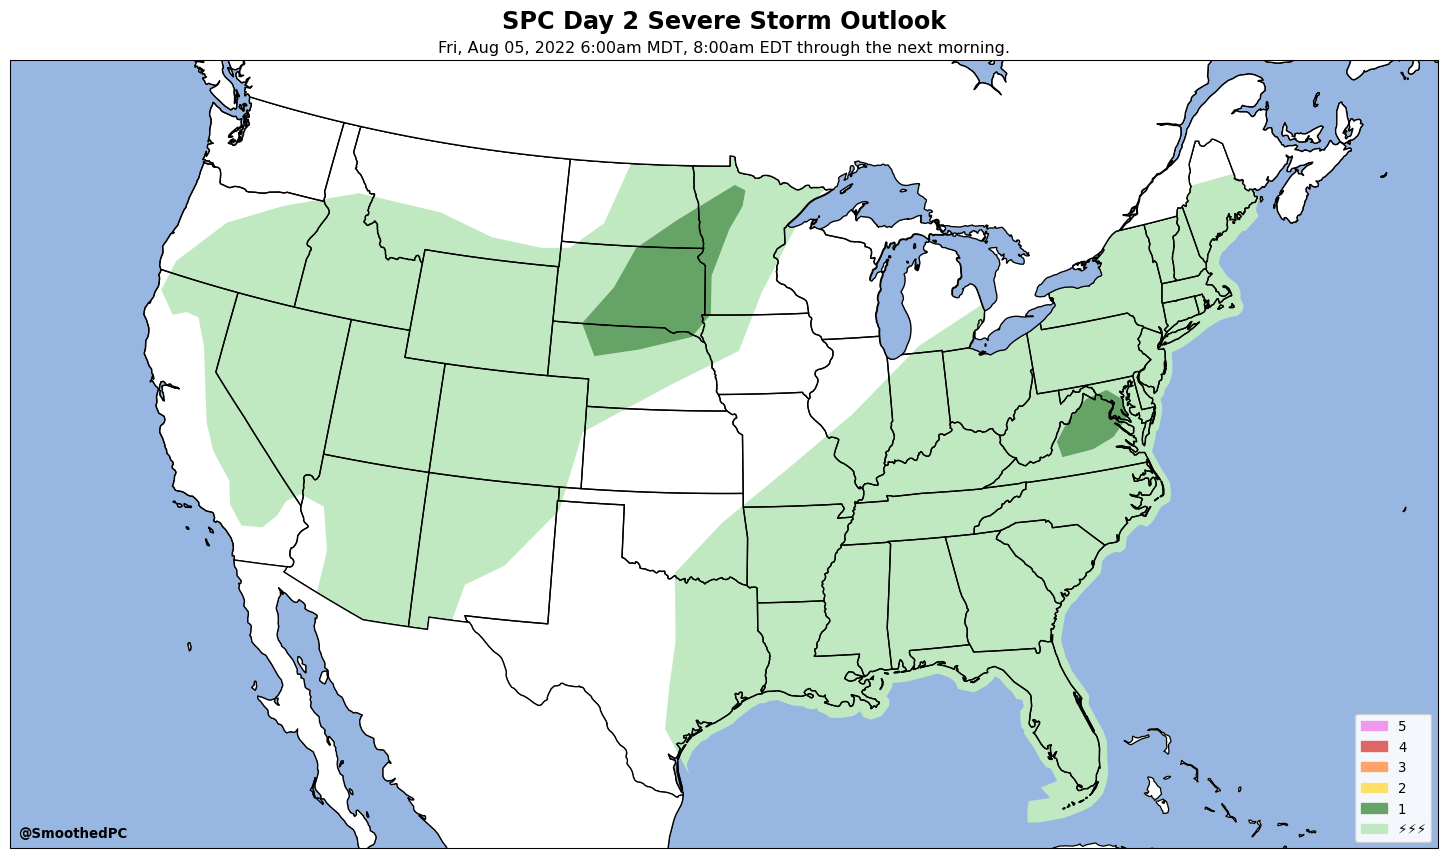 SPC Day 2 Severe Storm Outlook
Fri, Aug 05, 2022 6:00am MDT, 8:00am EDT through the next morning.
5
4
3
2
1
⚡⚡⚡
@SmoothedPC